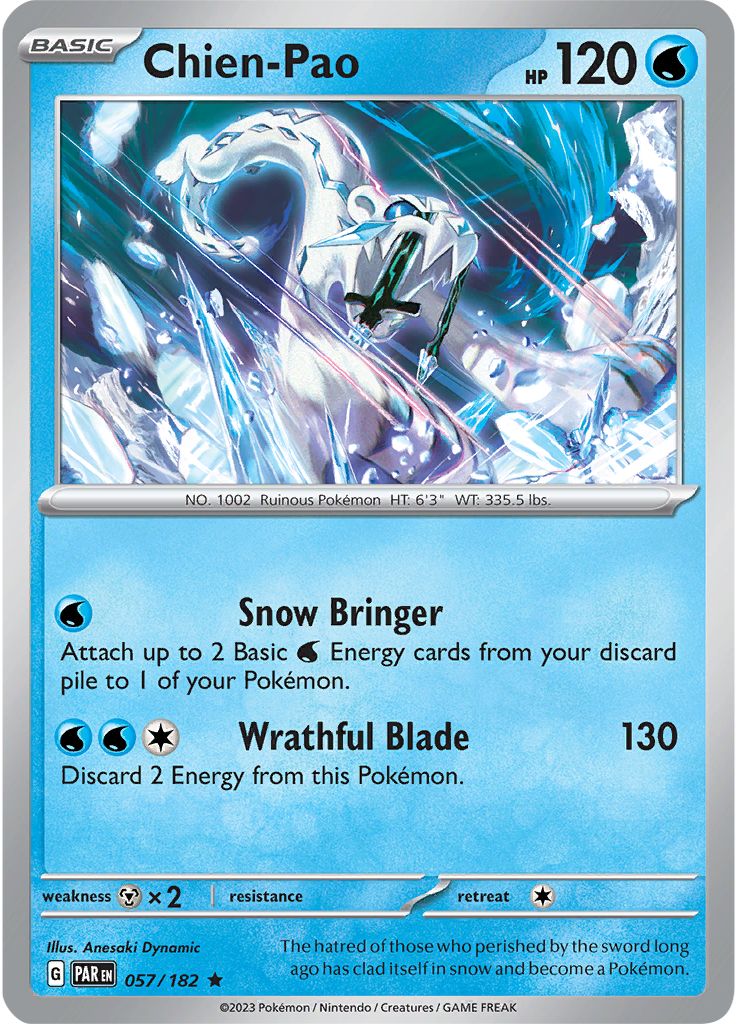 BASIC
Chien-Pao
HP 120
NO. 1002 Ruinous Pokémon HT: 6'3" WT: 335.5 lbs.
Snow Bringer
Attach up to 2 Basic Energy cards from your discard
pile to 1 of your Pokémon.
Wrathful Blade 130
Discard 2 Energy from this Pokémon.
weakness ×2 resistance retreat
Illus. Anesaki Dynamic
The hatred of those who perished by the sword long
ago has clad itself in snow and become a Pokémon.
G PAR EN 057/182 ★
©2023 Pokémon / Nintendo / Creatures / GAME FREAK